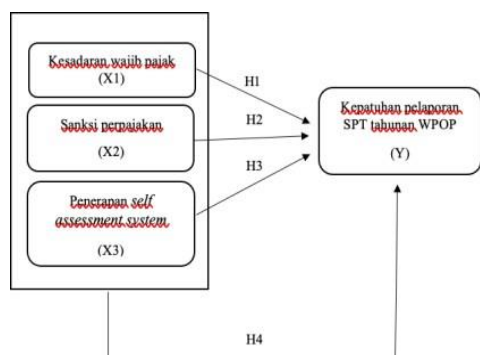 Kesadaran wajib pajak
(X1)
H1
Sanksi perpajakan
(X2)
H2
Penerapan self
assessment system
(X3)
H3
Kepatuhan pelaporan
SPT tahunan WPOP
(Y)
H4